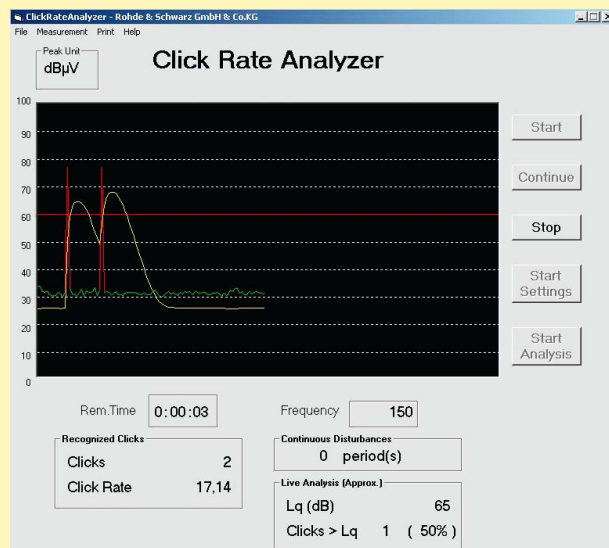 ClickRateAnalyzer - Rohde & Schwarz GmbH & Co.KG
File Measurement Print Help
Peak Unit
dBµV
Click Rate Analyzer
100
90
80
70
60
50
40
30
20
10
0
Start
Continue
Stop
Start
Settings
Start
Analysis
Rem.Time 0:00:03
Frequency 150
Recognized Clicks
Clicks 2
Click Rate 17,14
Continuous Disturbances
0 period(s)
Live Analysis (Approx.)
Lq (dB) 65
Clicks > Lq 1 ( 50% )